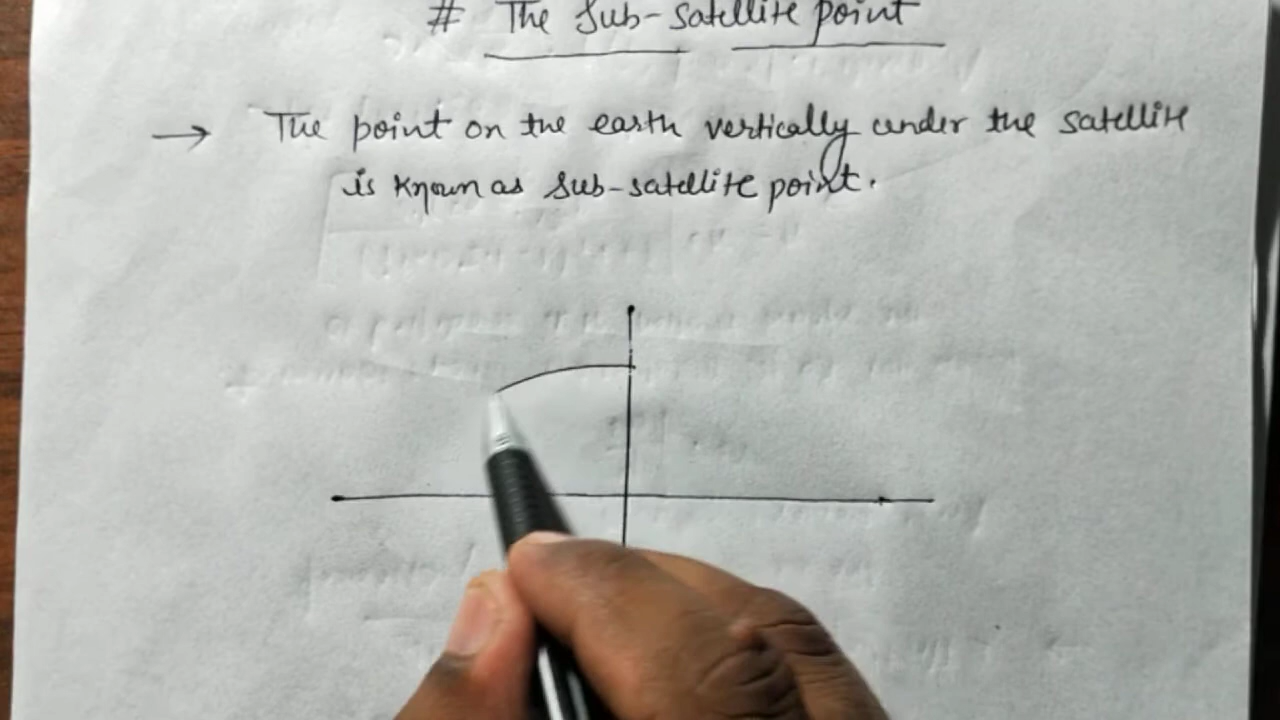 # The Sub-satellite point
→ The point on the earth vertically under the satellite
is known as sub-satellite point.